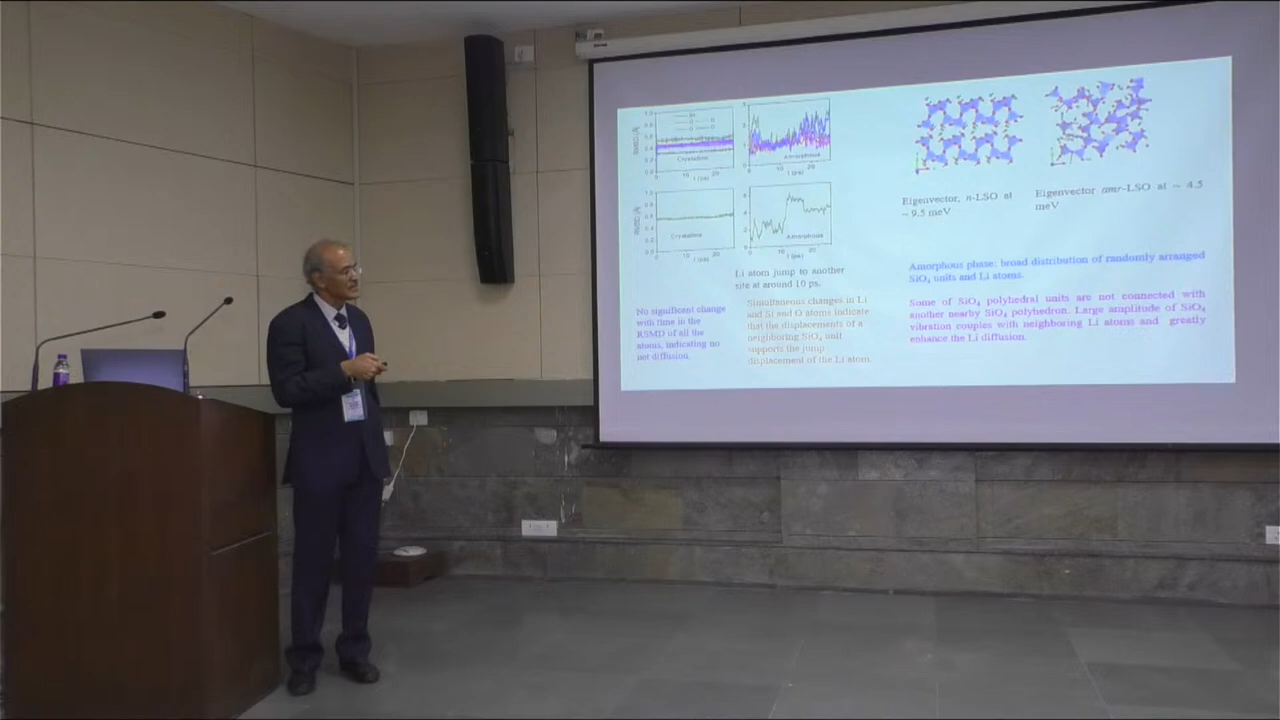 Crystalline
Amorphous
t (ps)
t (ps)
Crystalline
Amorphous
t (ps)
t (ps)
No significant change
with time in the
RSMD of all the
atoms, indicating no
net diffusion.
Li atom jump to another
site at around 10 ps.
Simultaneous changes in Li
and Si and O atoms indicate
that the displacements of a
neighboring SiO₄ unit
supports the jump
displacement of the Li atom.
Eigenvector, n-LSO at
~ 9.5 meV
Eigenvector amr-LSO at ~ 4.5
meV
Amorphous phase: broad distribution of randomly arranged
SiO₄ units and Li atoms.
Some of SiO₄ polyhedral units are not connected with
another nearby SiO₄ polyhedron. Large amplitude of SiO₄
vibration couples with neighboring Li atoms and greatly
enhance the Li diffusion.